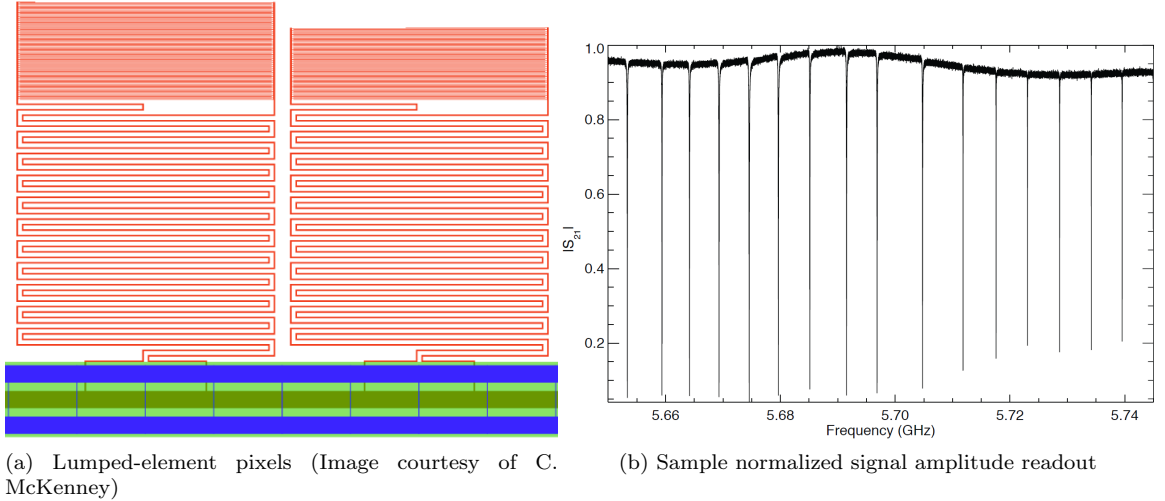 1.0
0.8
0.6
|S21|
0.4
0.2
5.66 5.68 5.70 5.72 5.74
Frequency (GHz)
(a) Lumped-element pixels (Image courtesy of C.
McKenney)
(b) Sample normalized signal amplitude readout